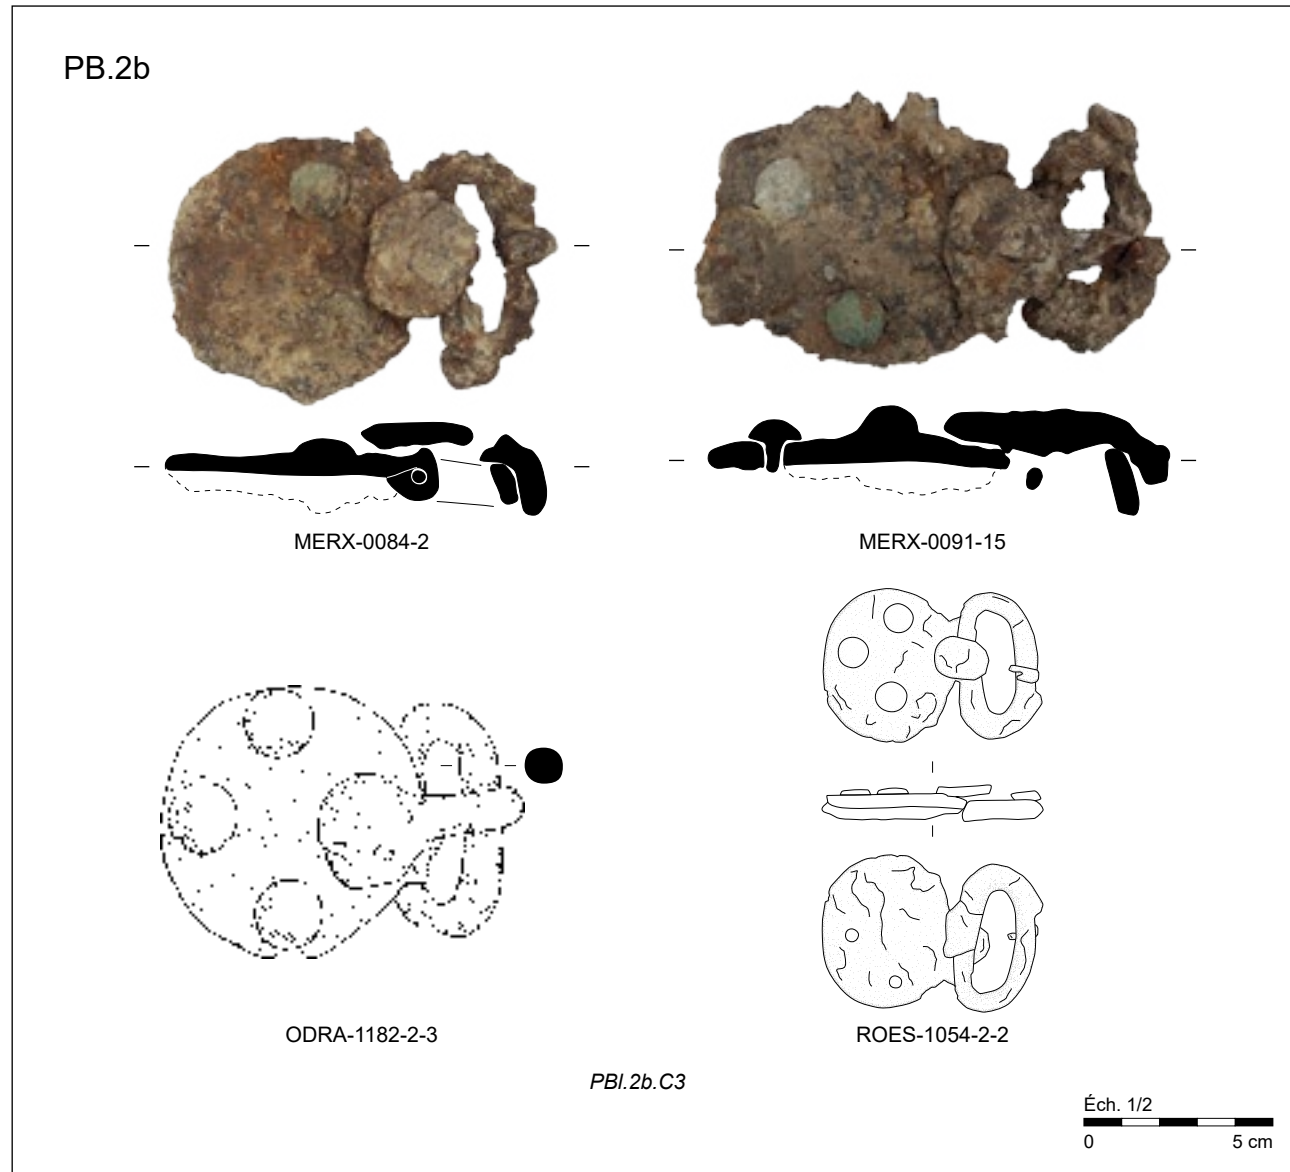 PB.2b
MERX-0084-2
MERX-0091-15
ODRA-1182-2-3
ROES-1054-2-2
PBI.2b.C3
Éch. 1/2
0 5 cm